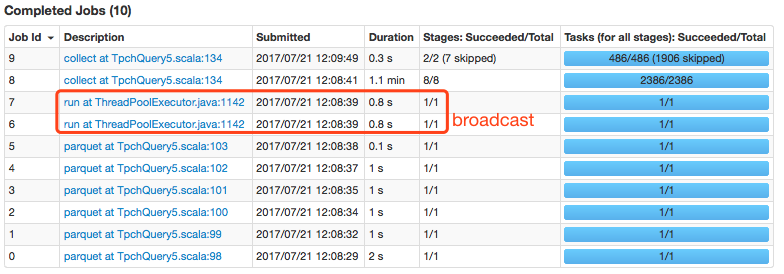 Completed Jobs (10)
Job Id ▾ Description Submitted Duration Stages: Succeeded/Total Tasks (for all stages): Succeeded/Total
9 collect at TpchQuery5.scala:134 2017/07/21 12:09:49 0.3 s 2/2 (7 skipped) 486/486 (1906 skipped)
8 collect at TpchQuery5.scala:134 2017/07/21 12:08:41 1.1 min 8/8 2386/2386
7 run at ThreadPoolExecutor.java:1142 2017/07/21 12:08:39 0.8 s 1/1 1/1
6 run at ThreadPoolExecutor.java:1142 2017/07/21 12:08:38 0.8 s 1/1 1/1
broadcast
5 parquet at TpchQuery5.scala:103 2017/07/21 12:08:38 0.1 s 1/1 1/1
4 parquet at TpchQuery5.scala:102 2017/07/21 12:08:37 1 s 1/1 1/1
3 parquet at TpchQuery5.scala:101 2017/07/21 12:08:35 1 s 1/1 1/1
2 parquet at TpchQuery5.scala:100 2017/07/21 12:08:34 1 s 1/1 1/1
1 parquet at TpchQuery5.scala:99 2017/07/21 12:08:32 1 s 1/1 1/1
0 parquet at TpchQuery5.scala:98 2017/07/21 12:08:29 2 s 1/1 1/1